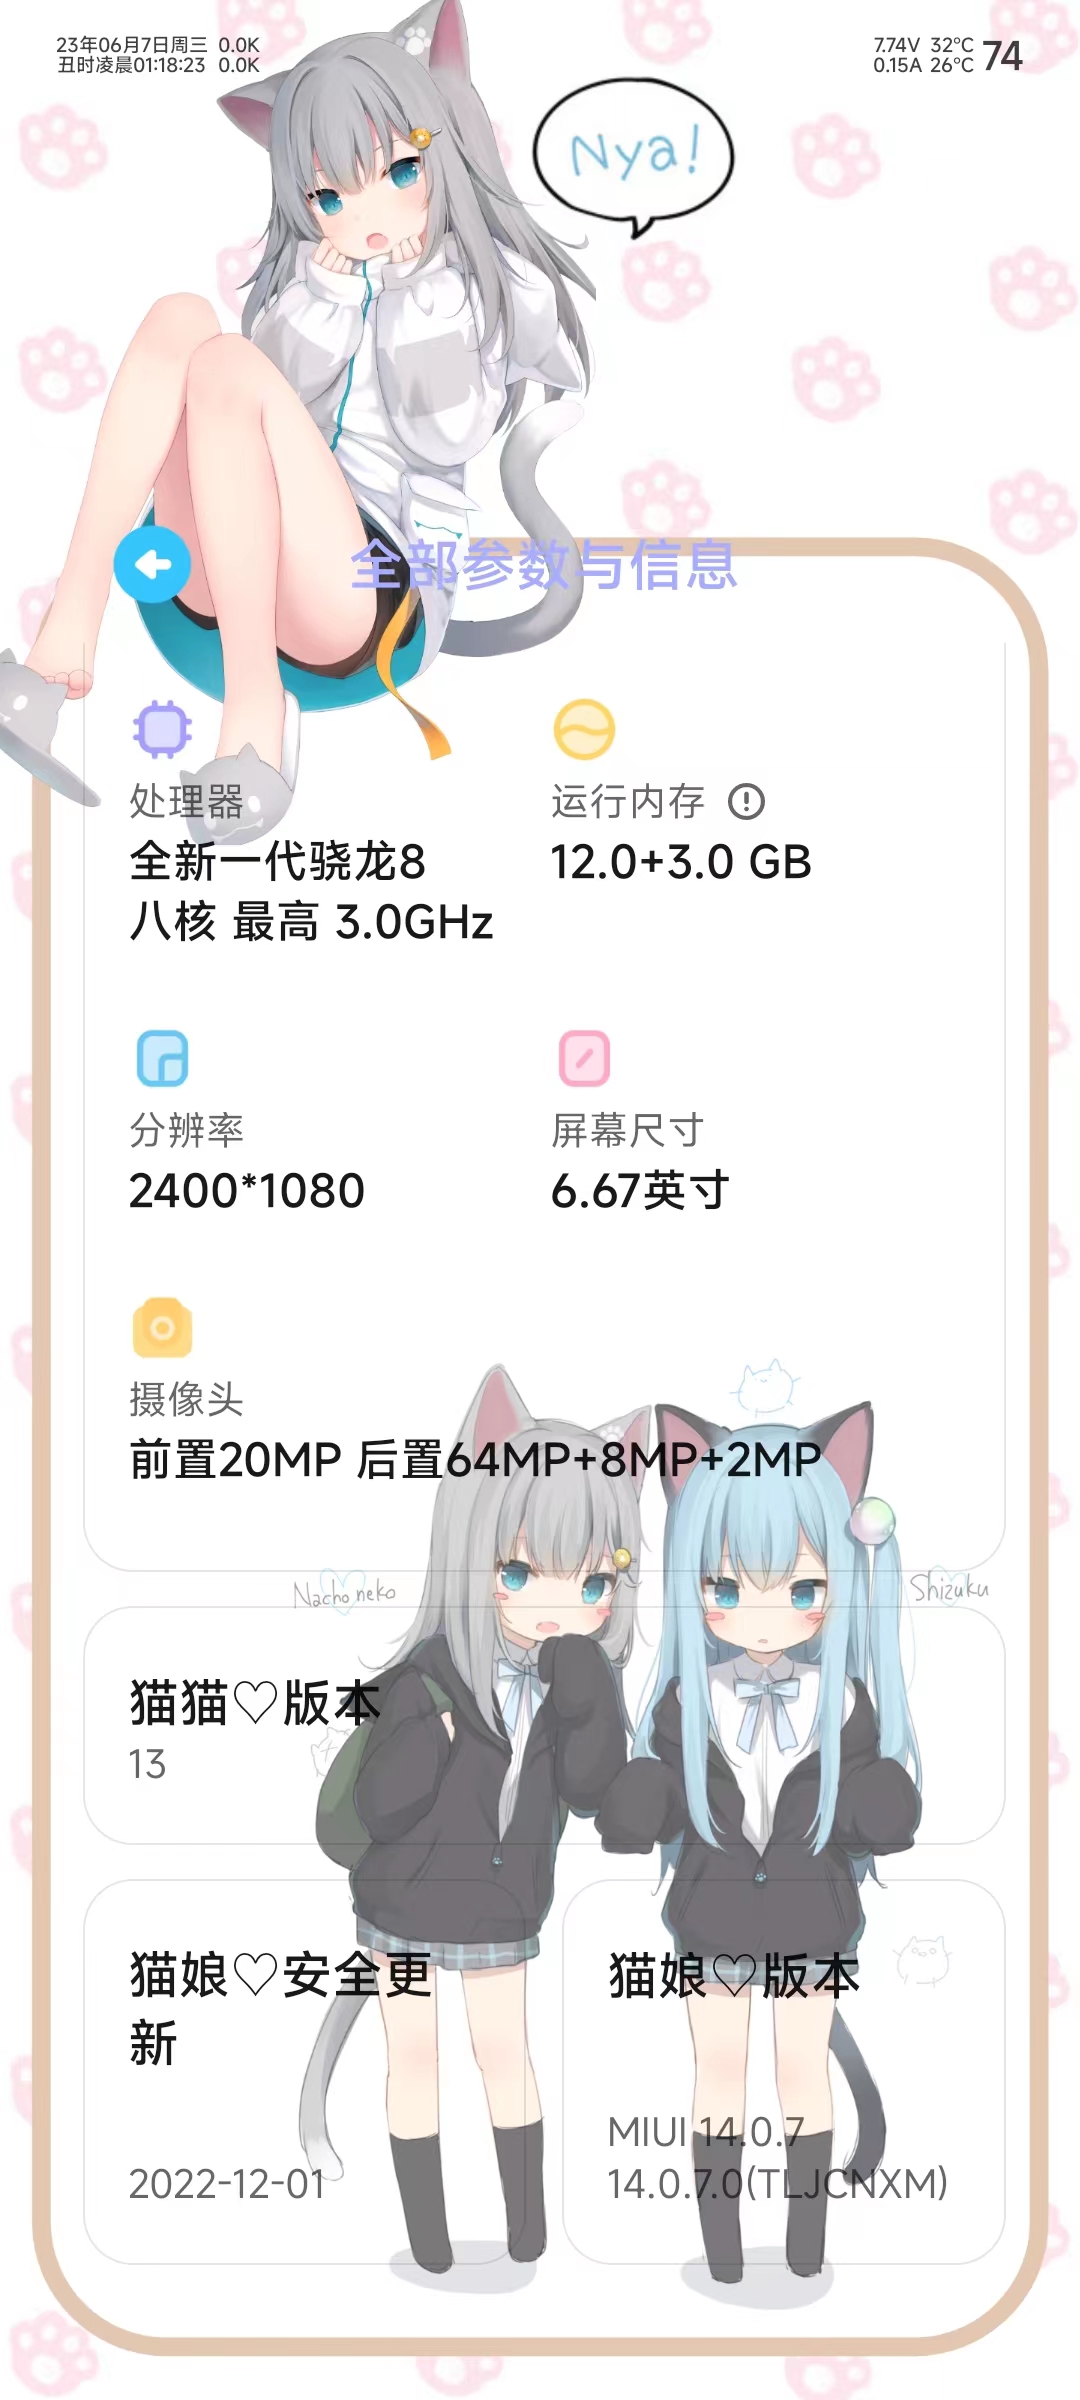 23年06月7日周三 0.0K
丑时凌晨01:18:23 0.0K
7.74V 32°C
0.15A 26°C
74
Nya!
全部参数与信息
处理器
全新一代骁龙8
八核 最高 3.0GHz
运行内存
12.0+3.0 GB
分辨率
2400*1080
屏幕尺寸
6.67英寸
摄像头
前置20MP 后置64MP+8MP+2MP
Nacho neko
Shizuku
猫猫♡版本
13
猫娘♡安全更
新
2022-12-01
猫娘♡版本
MIUI 14.0.7
14.0.7.0(TLJCNXM)